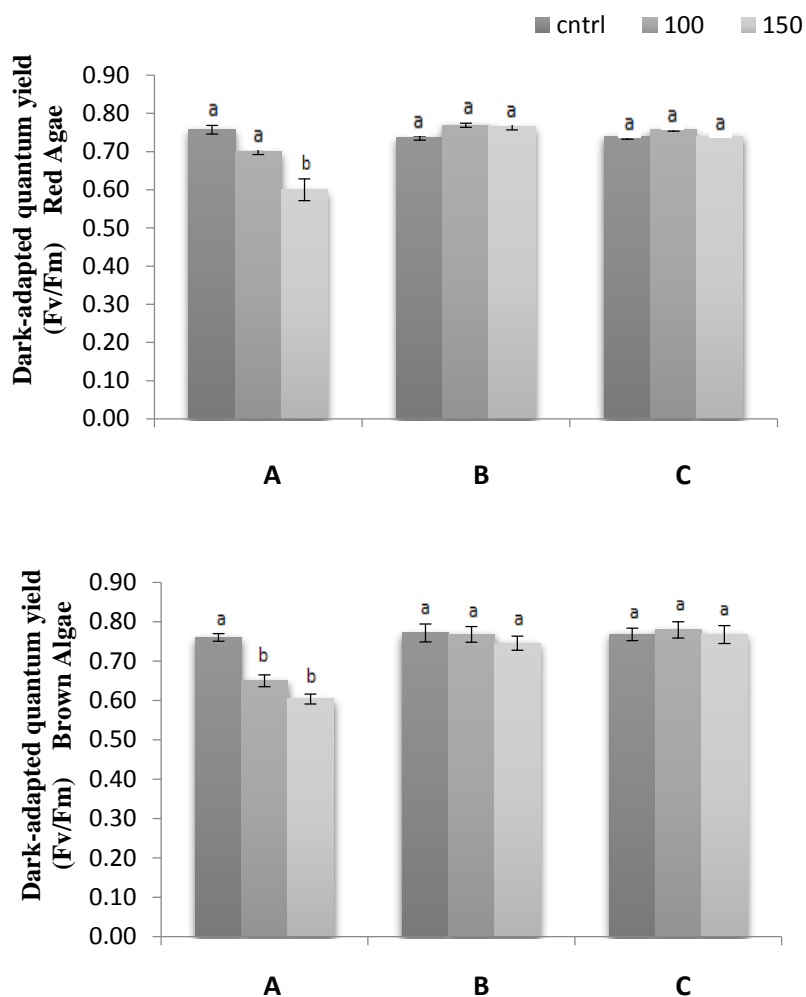 cntrl 100 150
Dark-adapted quantum yield
(Fv/Fm) Red Agae
0.90
0.80
0.70
0.60
0.50
0.40
0.30
0.20
0.10
0.00
a a b
a a a
a a a
A B C
Dark-adapted quantum yield
(Fv/Fm) Brown Algae
0.90
0.80
0.70
0.60
0.50
0.40
0.30
0.20
0.10
0.00
a b b
a a a
a a a
A B C